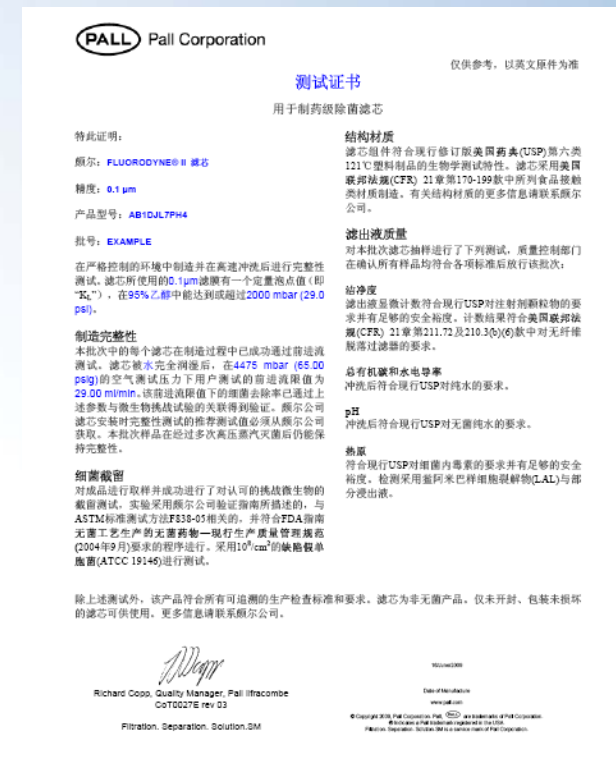 PALL Pall Corporation
仅供参考，以英文原件为准
测试证书
用于制药级除菌滤芯
特此证明：
颇尔：FLUORODYNE® II 滤芯
精度：0.1 μm
产品型号：AB1DJL7PH4
批号：EXAMPLE
在严格控制的环境中制造并在高速冲洗后进行完整性
测试。滤芯所使用的0.1μm滤膜有一个定量泡点值（即
“KL”），在95%乙醇中能达到或超过2000 mbar (29.0
psi)。
制造完整性
本批次中的每个滤芯在制造过程中已成功通过前进流
测试。滤芯被水完全润湿后，在4475 mbar (65.00
psig)的空气测试压力下用户测试的前进流限值为
29.00 ml/min。该前进流限值下的细菌去除率已通过上
述参数与微生物挑战试验的关联得到验证。颇尔公司
滤芯安装时完整性测试的推荐测试值必须从颇尔公司
获取。本批次样品在经过多次高压蒸汽灭菌后仍能保
持完整性。
细菌截留
对成品进行取样并成功进行了对认可的挑战微生物的
截留测试，实验采用颇尔公司验证指南所描述的，与
ASTM标准测试方法F838-05相关的，并符合FDA指南
无菌工艺生产的无菌药物—现行生产质量管理规范
(2004年9月)要求的程序进行。采用10⁸/cm²的缺陷假单
胞菌(ATCC 19146)进行测试。
结构材质
滤芯组件符合现行修订版美国药典(USP)第六类
121℃塑料制品的生物学测试特性。滤芯采用美国
联邦法规(CFR) 21章第170-199款中所列食品接触
类材质制造。有关结构材质的更多信息请联系颇尔
公司。
滤出液质量
对本批次滤芯抽样进行了下列测试，质量控制部门
在确认所有样品均符合各项标准后放行该批次：
洁净度
滤出液显微计数符合现行USP对注射剂颗粒物的要
求并有足够的安全裕度。计数结果符合美国联邦法
规(CFR) 21章第211.72及210.3(b)(6)款中对无纤维
脱落过滤器的要求。
总有机碳和水电导率
冲洗后符合现行USP对纯水的要求。
pH
冲洗后符合现行USP对无菌纯水的要求。
热原
符合现行USP对细菌内毒素的要求并有足够的安全
裕度。检测采用鲎阿米巴样细胞裂解物(LAL)与部
分浸出液。
除上述测试外，该产品符合所有可追溯的生产检查标准和要求。滤芯为非无菌产品。仅未开封、包装未损坏
的滤芯可供使用。更多信息请联系颇尔公司。
Richard Copp, Quality Manager, Pall Ilfracombe
CoT0027E rev 03
Filtration. Separation. Solution.SM
Date of Manufacture
www.pall.com
© Copyright 2009, Pall Corporation. Pall, PALL are trademarks of Pall Corporation.
® indicates a Pall trademark registered in the USA.
Filtration. Separation. Solution.SM is a service mark of Pall Corporation.